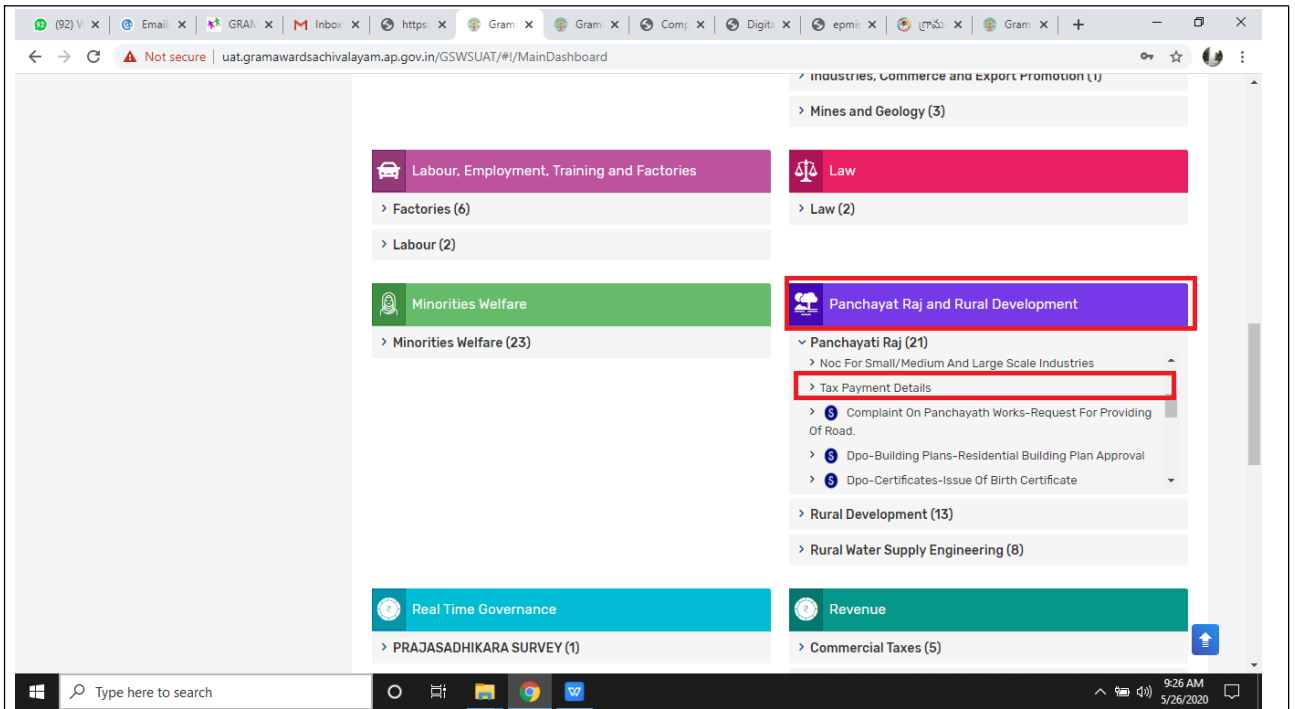 (92) W
Email:
GRAM
Inbox
https:
Gram
Gram
Comp
Digita
epmis
గ్రామ
Gram
Not secure | uat.gramawardsachivalayam.ap.gov.in/GSWSUAT/#!/MainDashboard
Industries, Commerce and Export Promotion (1)
Mines and Geology (3)
Labour, Employment, Training and Factories
Law
Factories (6)
Law (2)
Labour (2)
Minorities Welfare
Panchayat Raj and Rural Development
Minorities Welfare (23)
Panchayati Raj (21)
Noc For Small/Medium And Large Scale Industries
Tax Payment Details
S Complaint On Panchayath Works-Request For Providing
Of Road.
S Dpo-Building Plans-Residential Building Plan Approval
S Dpo-Certificates-Issue Of Birth Certificate
Rural Development (13)
Rural Water Supply Engineering (8)
Real Time Governance
Revenue
PRAJASADHIKARA SURVEY (1)
Commercial Taxes (5)
Type here to search
9:26 AM
5/26/2020